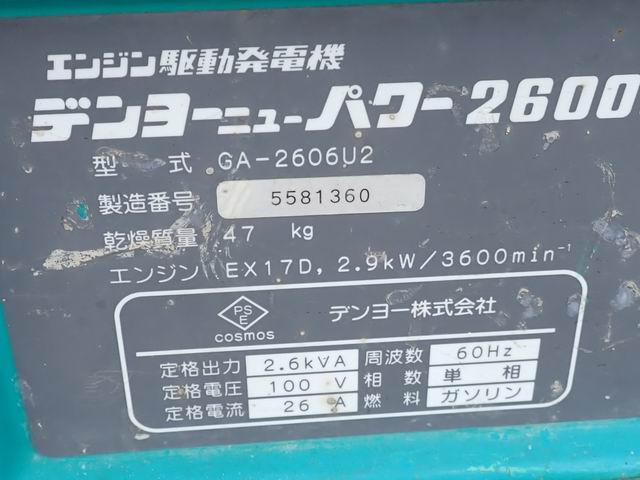 エンジン駆動発電機
デンヨーニューパワー2600
型式 GA-2606U2
製造番号 5581360
乾燥質量 47 kg
エンジン EX17D, 2.9kW/3600min⁻¹
PS
E
cosmos
デンヨー株式会社
定格出力 2.6kVA 周波数 60Hz
定格電圧 100 V 相数 単相
定格電流 26 A 燃料 ガソリン